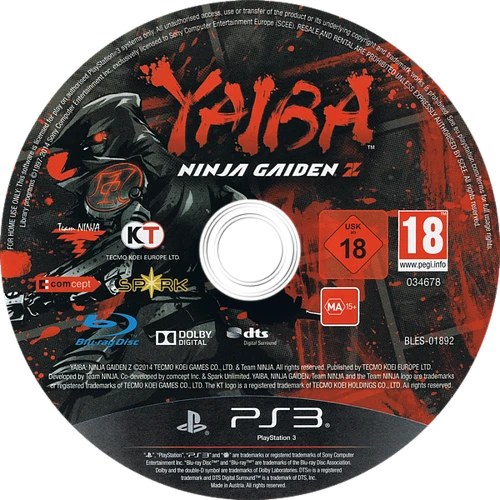 FOR HOME USE ONLY. This software is licensed for play on authorised PlayStation®3 systems only. All unauthorised access, use or transfer of the product or its underlying copyright and trademark works is prohibited. See eu.playstation.com/terms for full usage rights.
Library programs ©1997-2014 Sony Computer Entertainment Inc. exclusively licensed to Sony Computer Entertainment Europe (SCEE). RESALE AND RENTAL ARE PROHIBITED UNLESS EXPRESSLY AUTHORISED BY SCEE. All rights reserved.
YAIBA™
NINJA GAIDEN Z
Team NINJA
KT
TECMO KOEI EUROPE LTD.
USK
18
18
www.pegi.info
034678
comcept
SPARK
MA 15+
Blu-ray Disc
DOLBY
DIGITAL
dts
Digital Surround
BLES-01892
YAIBA: NINJA GAIDEN Z ©2014 TECMO KOEI GAMES CO., LTD. & Team NINJA. All rights reserved. Published by TECMO KOEI EUROPE LTD.
Developed by Team NINJA. Co-developed by comcept Inc. & Spark Unlimited. YAIBA, NINJA GAIDEN and the Team NINJA logo are trademarks
or registered trademarks of TECMO KOEI GAMES CO., LTD. The KT logo is a registered trademark of TECMO KOEI HOLDINGS CO., LTD. All rights reserved.
PS3
PlayStation 3
", "PlayStation", "PS3" and " are trademarks or registered trademarks of Sony Computer
Entertainment Inc. "Blu-ray Disc™" and "Blu-ray™" are trademarks of the Blu-ray Disc Association.
Dolby and the double-D symbol are trademarks of Dolby Laboratories. DTS® is a registered
trademark and DTS Digital Surround™ is a trademark of DTS, Inc.
Made in Austria. All rights reserved.